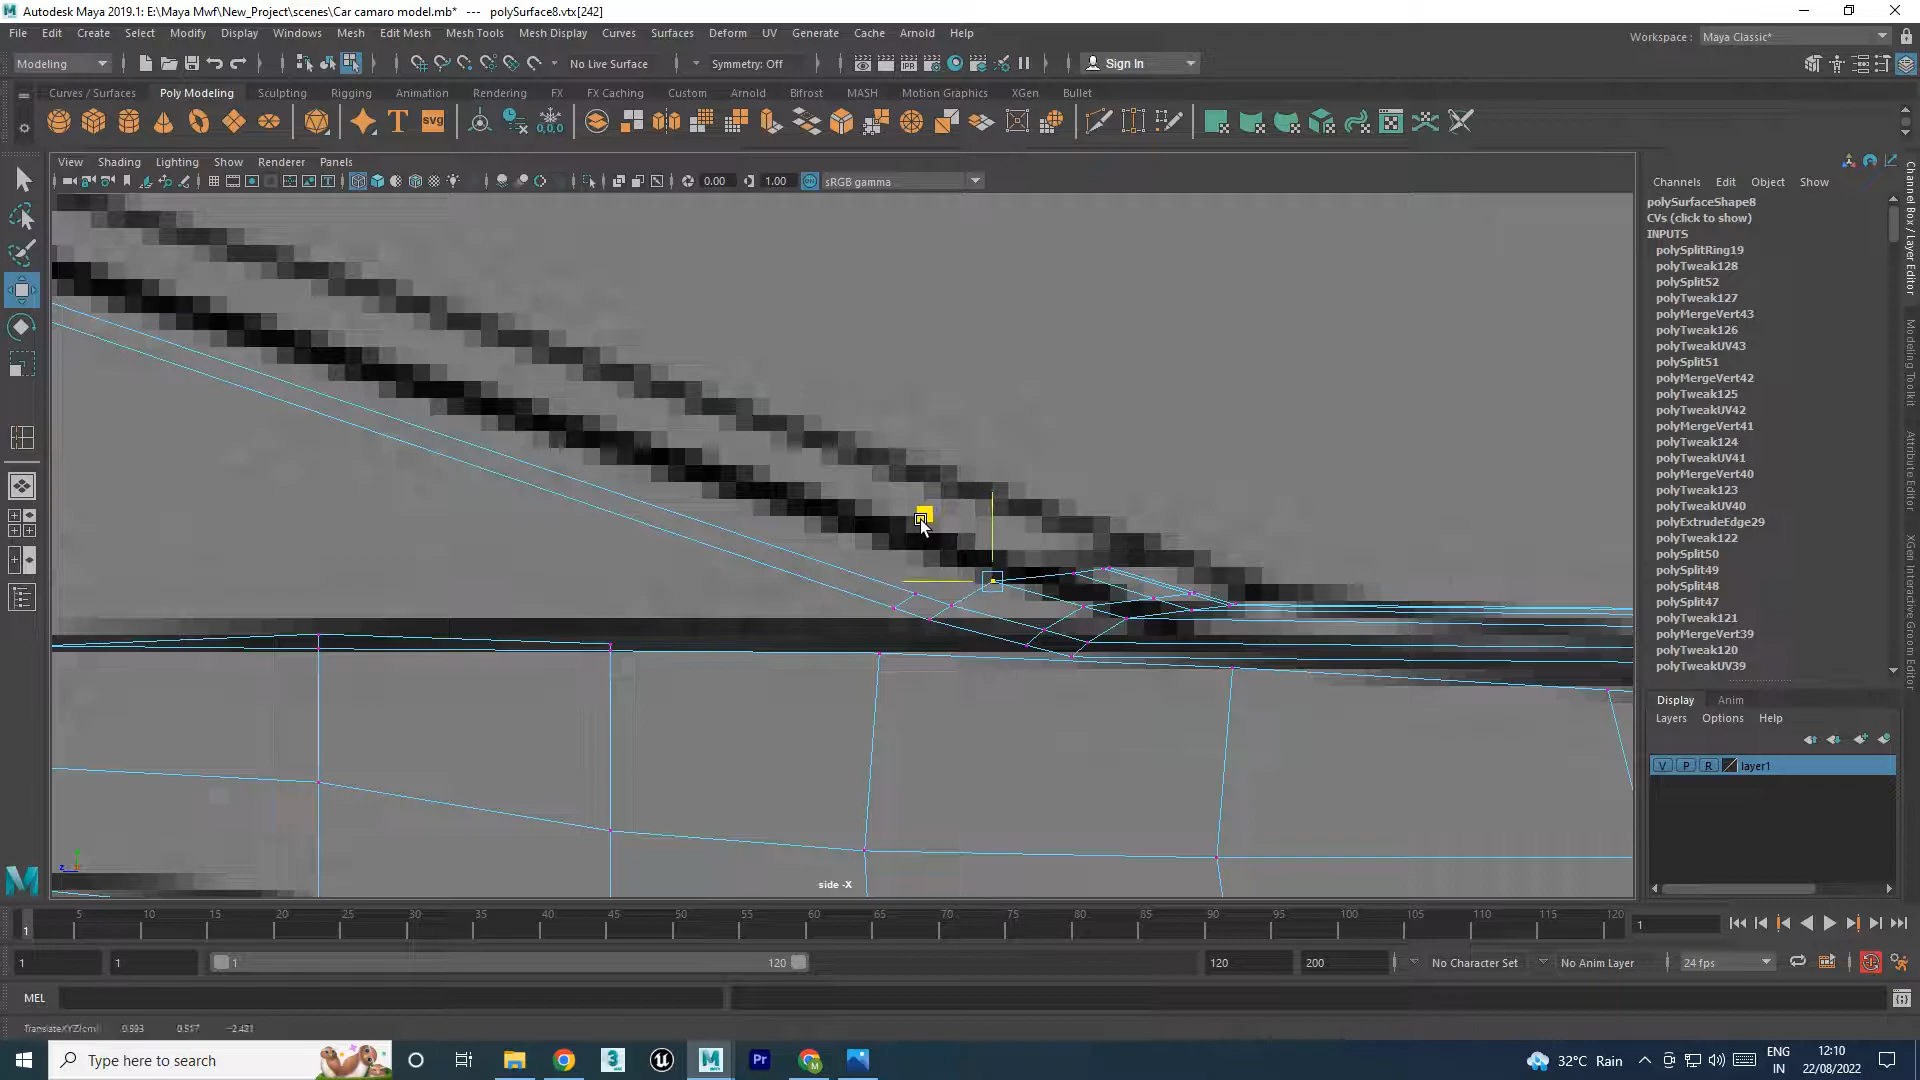 Autodesk Maya 2019.1: E:\Maya Mwf\New_Project\scenes\Car camaro model.mb* --- polySurface8.vtx[242]
File Edit Create Select Modify Display Windows Mesh Edit Mesh Mesh Tools Mesh Display Curves Surfaces Deform UV Generate Cache Arnold Help
Workspace : Maya Classic*
Modeling No Live Surface Symmetry: Off Sign In
Curves / Surfaces Poly Modeling Sculpting Rigging Animation Rendering FX FX Caching Custom Arnold Bifrost MASH Motion Graphics XGen Bullet
T svg 0,0,0
View Shading Lighting Show Renderer Panels
0.00 1.00 sRGB gamma
Channels Edit Object Show
polySurfaceShape8
CVs (click to show)
INPUTS
polySplitRing19
polyTweak128
polySplit52
polyTweak127
polyMergeVert43
polyTweak126
polyTweakUV43
polySplit51
polyMergeVert42
polyTweak125
polyTweakUV42
polyMergeVert41
polyTweak124
polyTweakUV41
polyMergeVert40
polyTweak123
polyTweakUV40
polyExtrudeEdge29
polyTweak122
polySplit50
polySplit49
polySplit48
polySplit47
polyTweak121
polyMergeVert39
polyTweak120
polyTweakUV39
Channel Box / Layer Editor
Modeling Toolkit
Attribute Editor
XGen Interactive Groom Editor
Display Anim
Layers Options Help
V P R layer1
side -X
5 10 15 20 25 30 35 40 45 50 55 60 65 70 75 80 85 90 95 100 105 110 115 120
1 1
1 1 1 120 120 200 No Character Set No Anim Layer 24 fps
MEL
TranslateXYZ(cm) 0.593 0.517 -2.421
Type here to search
Pr
32°C Rain
ENG
IN
12:10
22/08/2022